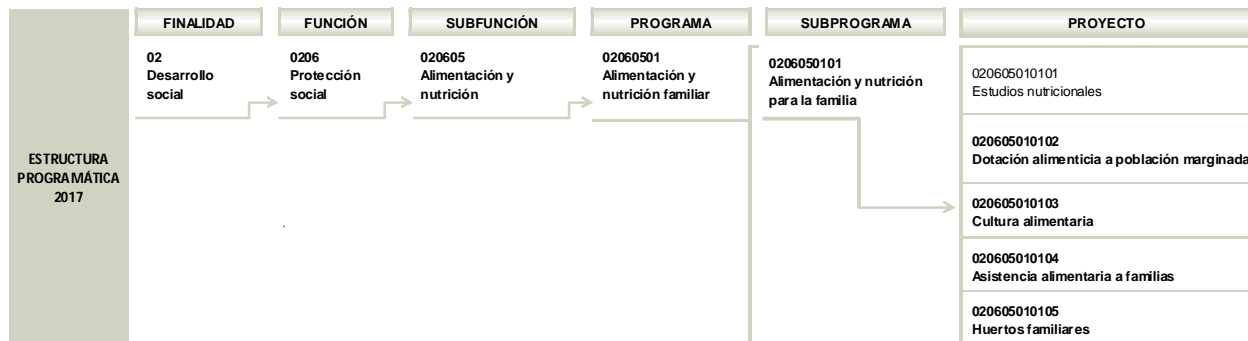 FINALIDAD
FUNCIÓN
SUBFUNCIÓN
PROGRAMA
SUBPROGRAMA
PROYECTO
ESTRUCTURA
PROGRAMÁTICA
2017
02
Desarrollo
social
0206
Protección
social
020605
Alimentación y
nutrición
02060501
Alimentación y
nutrición familiar
0206050101
Alimentación y nutrición
para la familia
020605010101
Estudios nutricionales
020605010102
Dotación alimenticia a población marginada
020605010103
Cultura alimentaria
020605010104
Asistencia alimentaria a familias
020605010105
Huertos familiares
.